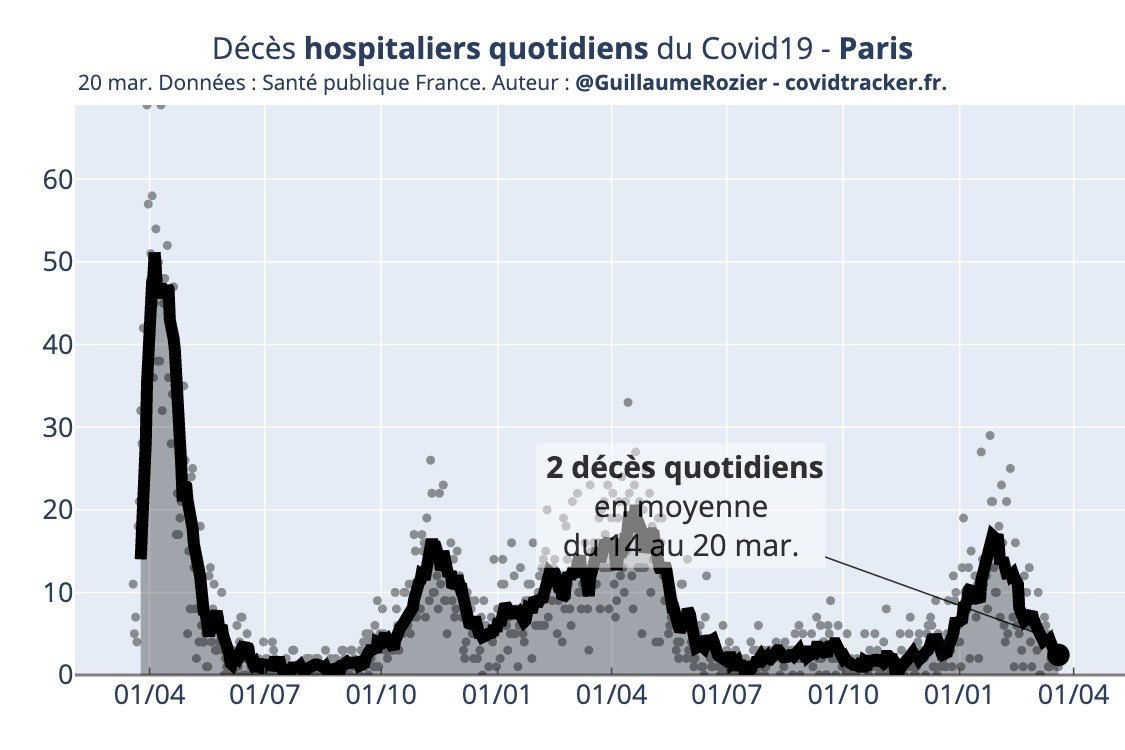 Décès hospitaliers quotidiens du Covid19 - Paris
20 mar. Données : Santé publique France. Auteur : @GuillaumeRozier - covidtracker.fr.
60
50
40
30
20
10
0
2 décès quotidiens
en moyenne
du 14 au 20 mar.
01/04 01/07 01/10 01/01 01/04 01/07 01/10 01/01 01/04